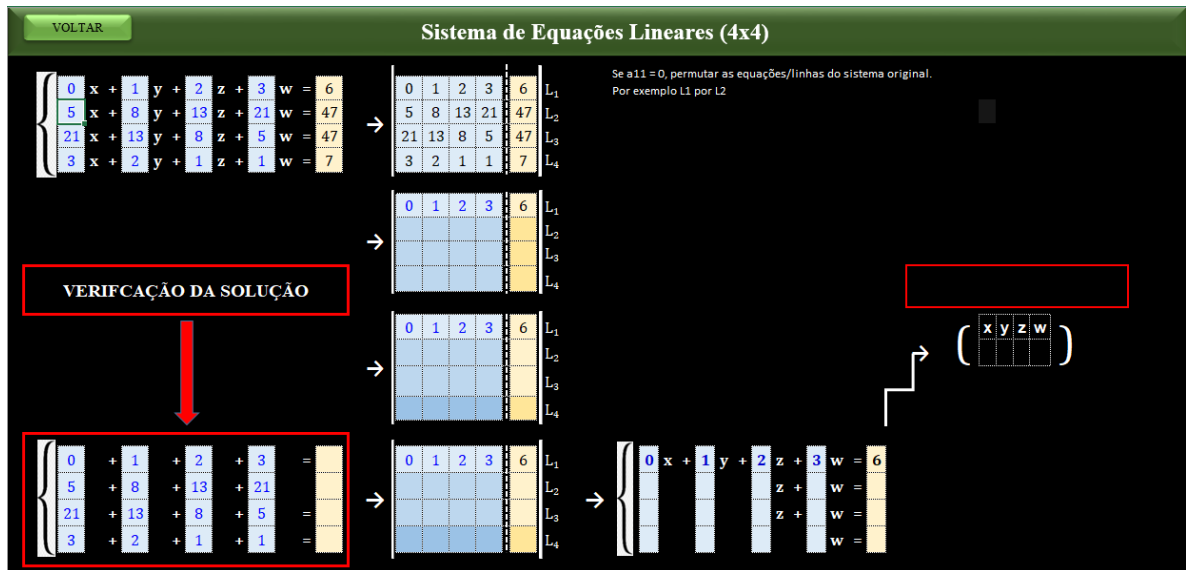 VOLTAR
Sistema de Equações Lineares (4x4)
Se a11 = 0, permutar as equações/linhas do sistema original.
Por exemplo L1 por L2
0 x + 1 y + 2 z + 3 w = 6
5 x + 8 y + 13 z + 21 w = 47
21 x + 13 y + 8 z + 5 w = 47
3 x + 2 y + 1 z + 1 w = 7
→
0 1 2 3 6 L₁
5 8 13 21 47 L₂
21 13 8 5 47 L₃
3 2 1 1 7 L₄
→
0 1 2 3 6 L₁
L₂
L₃
L₄
VERIFCAÇÃO DA SOLUÇÃO
→
0 1 2 3 6 L₁
L₂
L₃
L₄
( x y z w )
0 + 1 + 2 + 3 =
5 + 8 + 13 + 21
21 + 13 + 8 + 5 =
3 + 2 + 1 + 1 =
→
0 1 2 3 6 L₁
L₂
L₃
L₄
→
0 x + 1 y + 2 z + 3 w = 6
z + w =
z + w =
w =